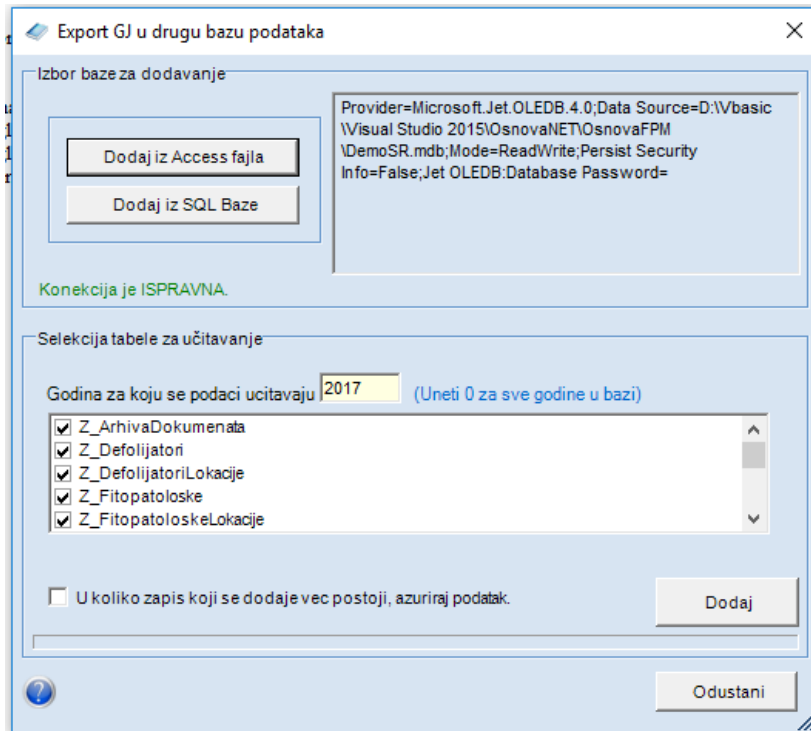 Export GJ u drugu bazu podataka
Izbor baze za dodavanje
Dodaj iz Access fajla
Dodaj iz SQL Baze
Provider=Microsoft.Jet.OLEDB.4.0;Data Source=D:\Vbasic
\Visual Studio 2015\OsnovaNET\OsnovaFPM
\DemoSR.mdb;Mode=ReadWrite;Persist Security
Info=False;Jet OLEDB:Database Password=
Konekcija je ISPRAVNA.
Selekcija tabele za učitavanje
Godina za koju se podaci ucitavaju 2017 (Uneti 0 za sve godine u bazi)
Z_ArhivaDokumenata
Z_Defolijatori
Z_DefolijatoriLokacije
Z_Fitopatoloske
Z_FitopatoloskeLokacije
U koliko zapis koji se dodaje vec postoji, azuriraj podatak.
Dodaj
?
Odustani